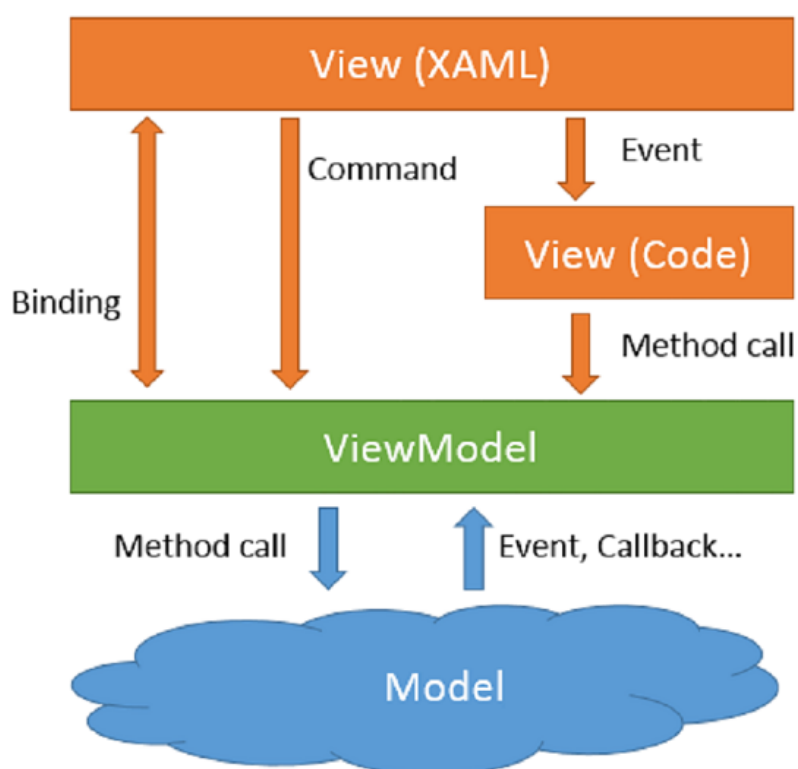 View (XAML)
Event
Command
View (Code)
Binding
Method call
ViewModel
Method call
Event, Callback...
Model